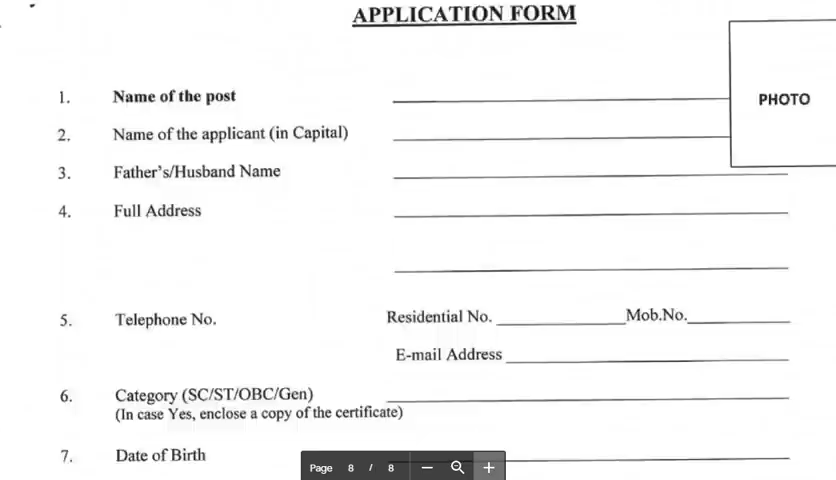 APPLICATION FORM
PHOTO
1. Name of the post
2. Name of the applicant (in Capital)
3. Father's/Husband Name
4. Full Address
5. Telephone No. Residential No. Mob.No.
E-mail Address
6. Category (SC/ST/OBC/Gen)
(In case Yes, enclose a copy of the certificate)
7. Date of Birth
Page 8 / 8